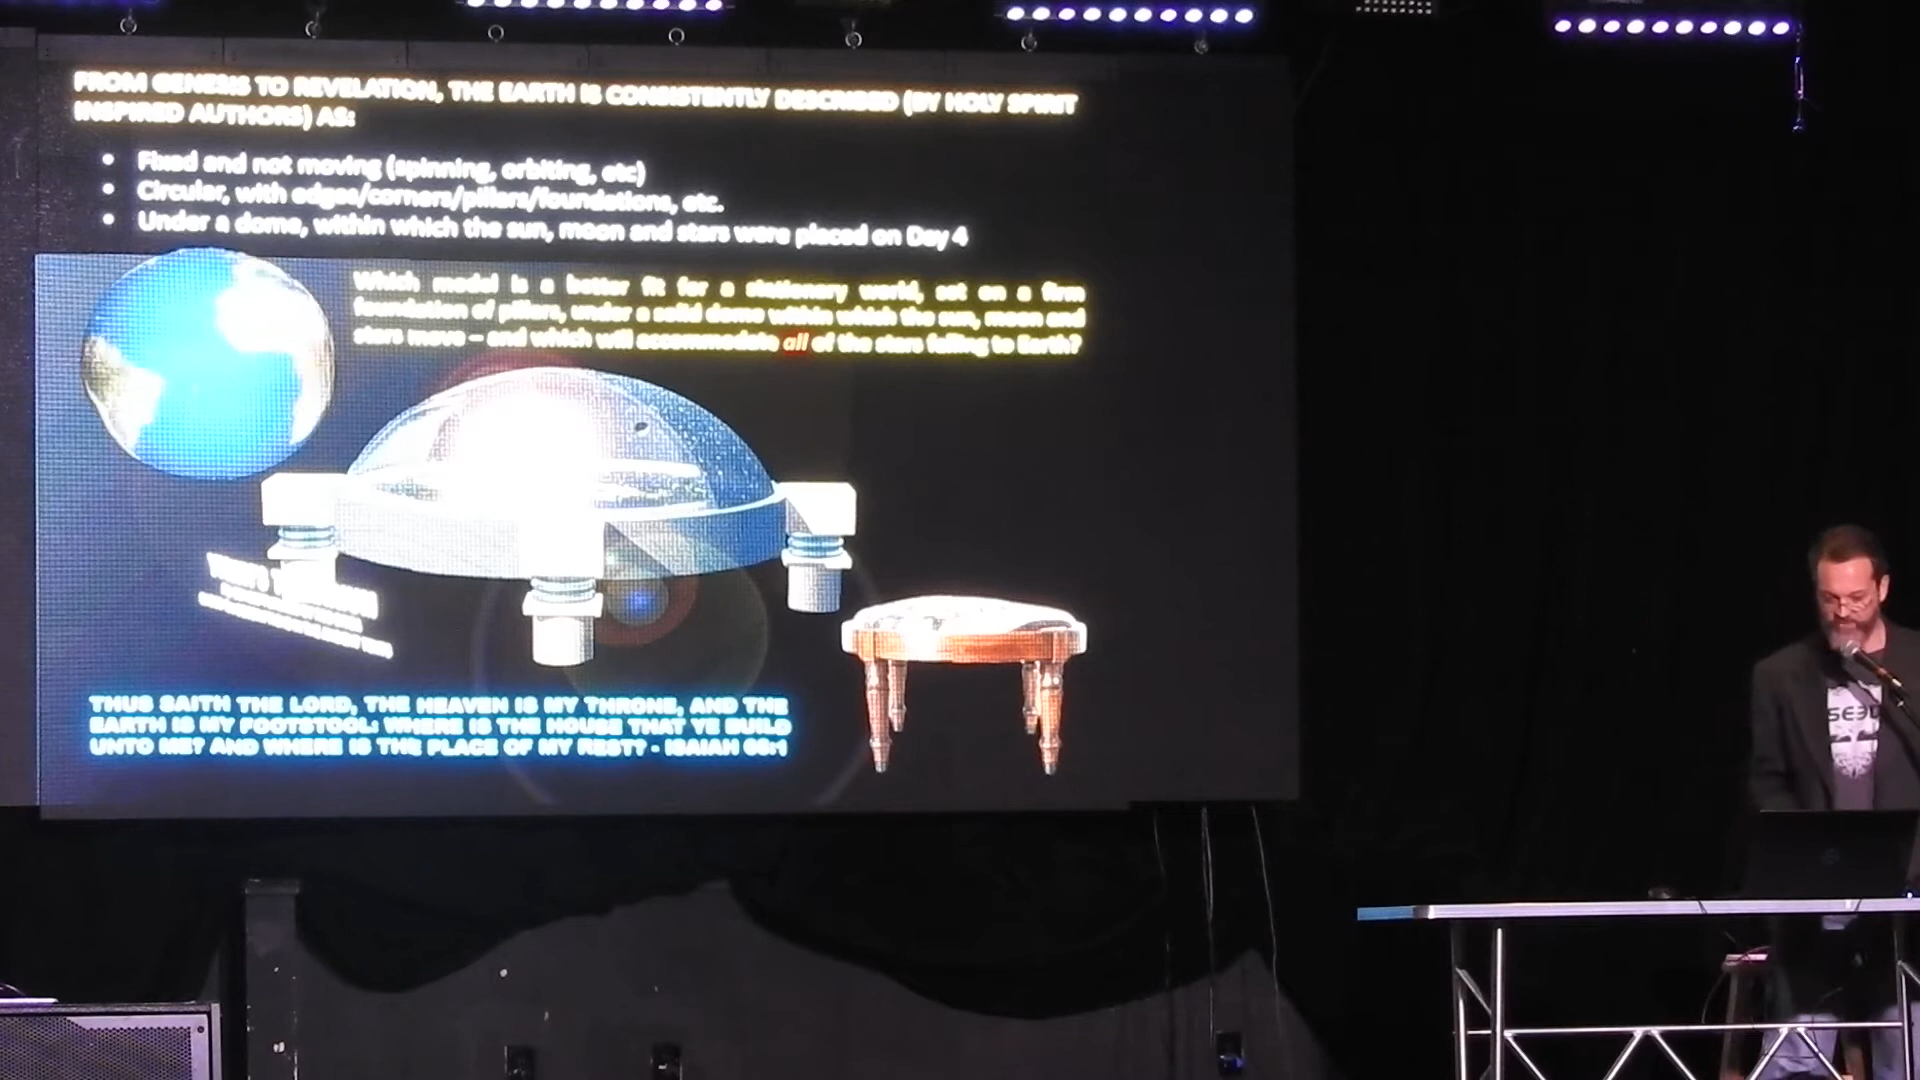 FROM GENESIS TO REVELATION, THE EARTH IS CONSISTENTLY DESCRIBED (BY HOLY SPIRIT
INSPIRED AUTHORS) AS:
• Fixed and not moving (spinning, orbiting, etc)
• Circular, with edges/corners/pillars/foundations, etc.
• Under a dome, within which the sun, moon and stars were placed on Day 4
Which model is a better fit for a stationary world, set on a firm
foundation of pillars, under a solid dome within which the sun, moon and
stars move – and which will accommodate all of the stars falling to Earth?
THUS SAITH THE LORD, THE HEAVEN IS MY THRONE, AND THE
EARTH IS MY FOOTSTOOL: WHERE IS THE HOUSE THAT YE BUILD
UNTO ME? AND WHERE IS THE PLACE OF MY REST? - ISAIAH 66:1